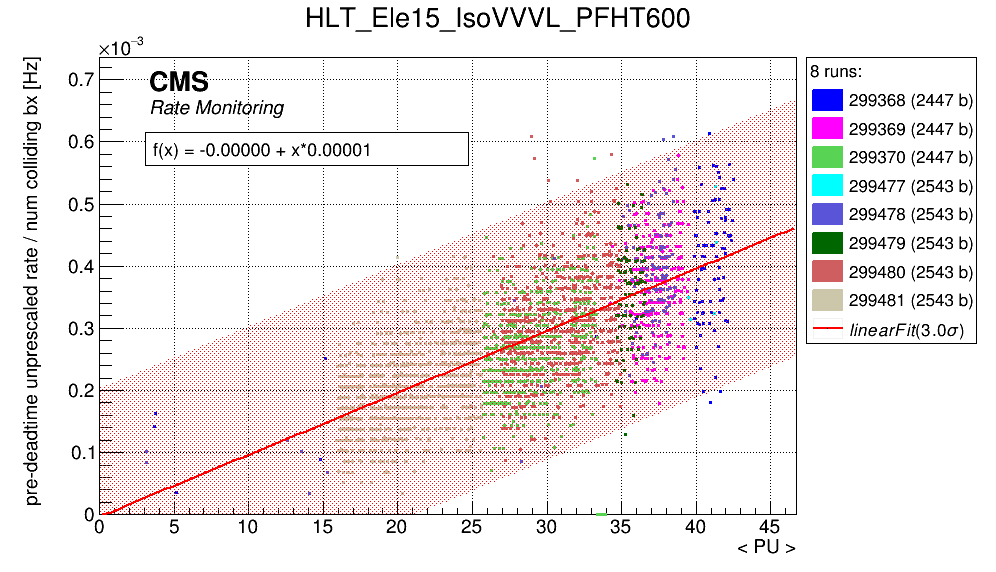 HLT_Ele15_IsoVVVL_PFHT600
×10⁻³
pre-deadtime unprescaled rate / num colliding bx [Hz]
0.7
0.6
0.5
0.4
0.3
0.2
0.1
0
CMS
Rate Monitoring
f(x) = -0.00000 + x*0.00001
0 5 10 15 20 25 30 35 40 45
< PU >
8 runs:
299368 (2447 b)
299369 (2447 b)
299370 (2447 b)
299477 (2543 b)
299478 (2543 b)
299479 (2543 b)
299480 (2543 b)
299481 (2543 b)
linearFit(3.0σ)